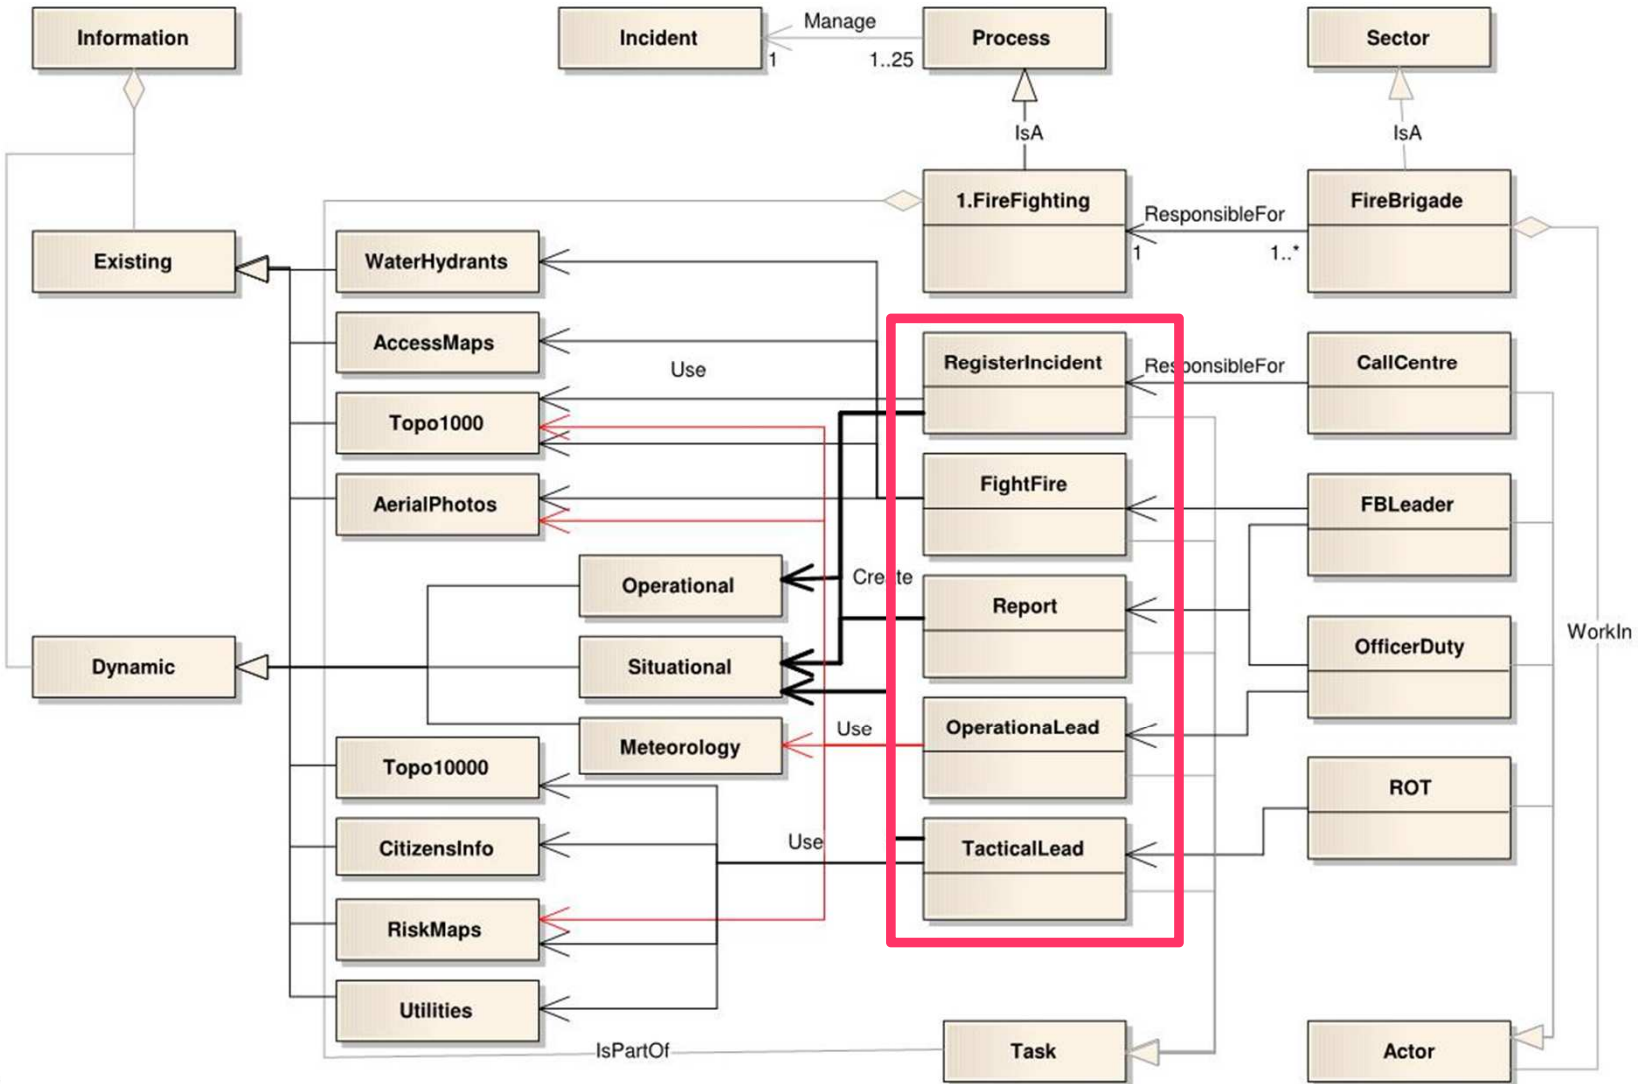 Information
Incident
Manage
1
1..25
Process
Sector
IsA
IsA
1.FireFighting
ResponsibleFor
1
1..*
FireBrigade
Existing
WaterHydrants
AccessMaps
Use
RegisterIncident
ResponsibleFor
CallCentre
Topo1000
FightFire
FBLeader
AerialPhotos
Operational
Create
Report
WorkIn
OfficerDuty
Dynamic
Situational
Meteorology
Use
OperationaLead
Topo10000
ROT
CitizensInfo
Use
TacticalLead
RiskMaps
Utilities
IsPartOf
Task
Actor